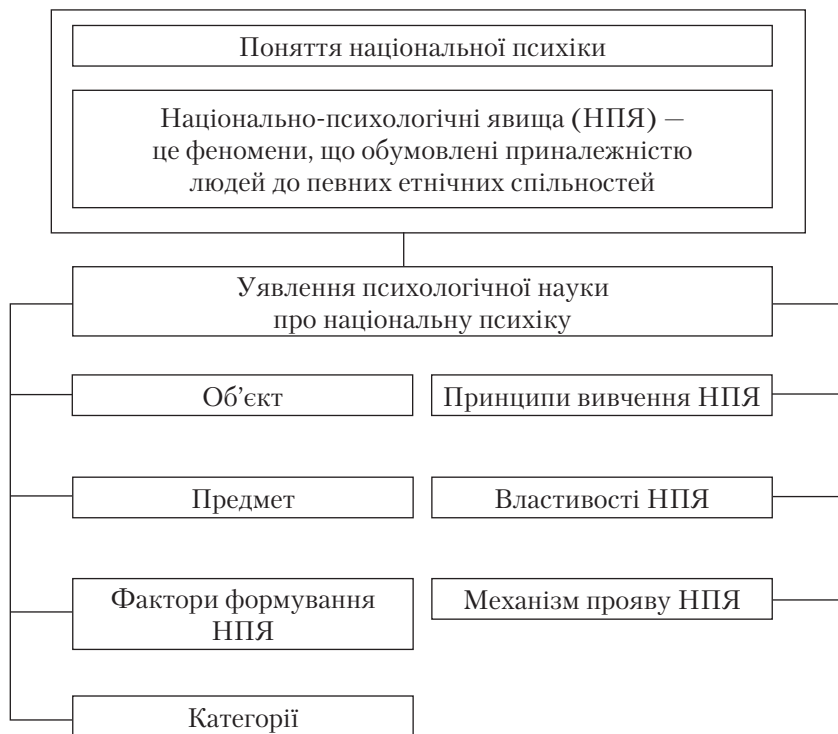 Поняття національної психіки
Національно-психологічні явища (НПЯ) —
це феномени, що обумовлені приналежністю
людей до певних етнічних спільностей
Уявлення психологічної науки
про національну психіку
Об’єкт
Принципи вивчення НПЯ
Предмет
Властивості НПЯ
Фактори формування
НПЯ
Механізм прояву НПЯ
Категорії